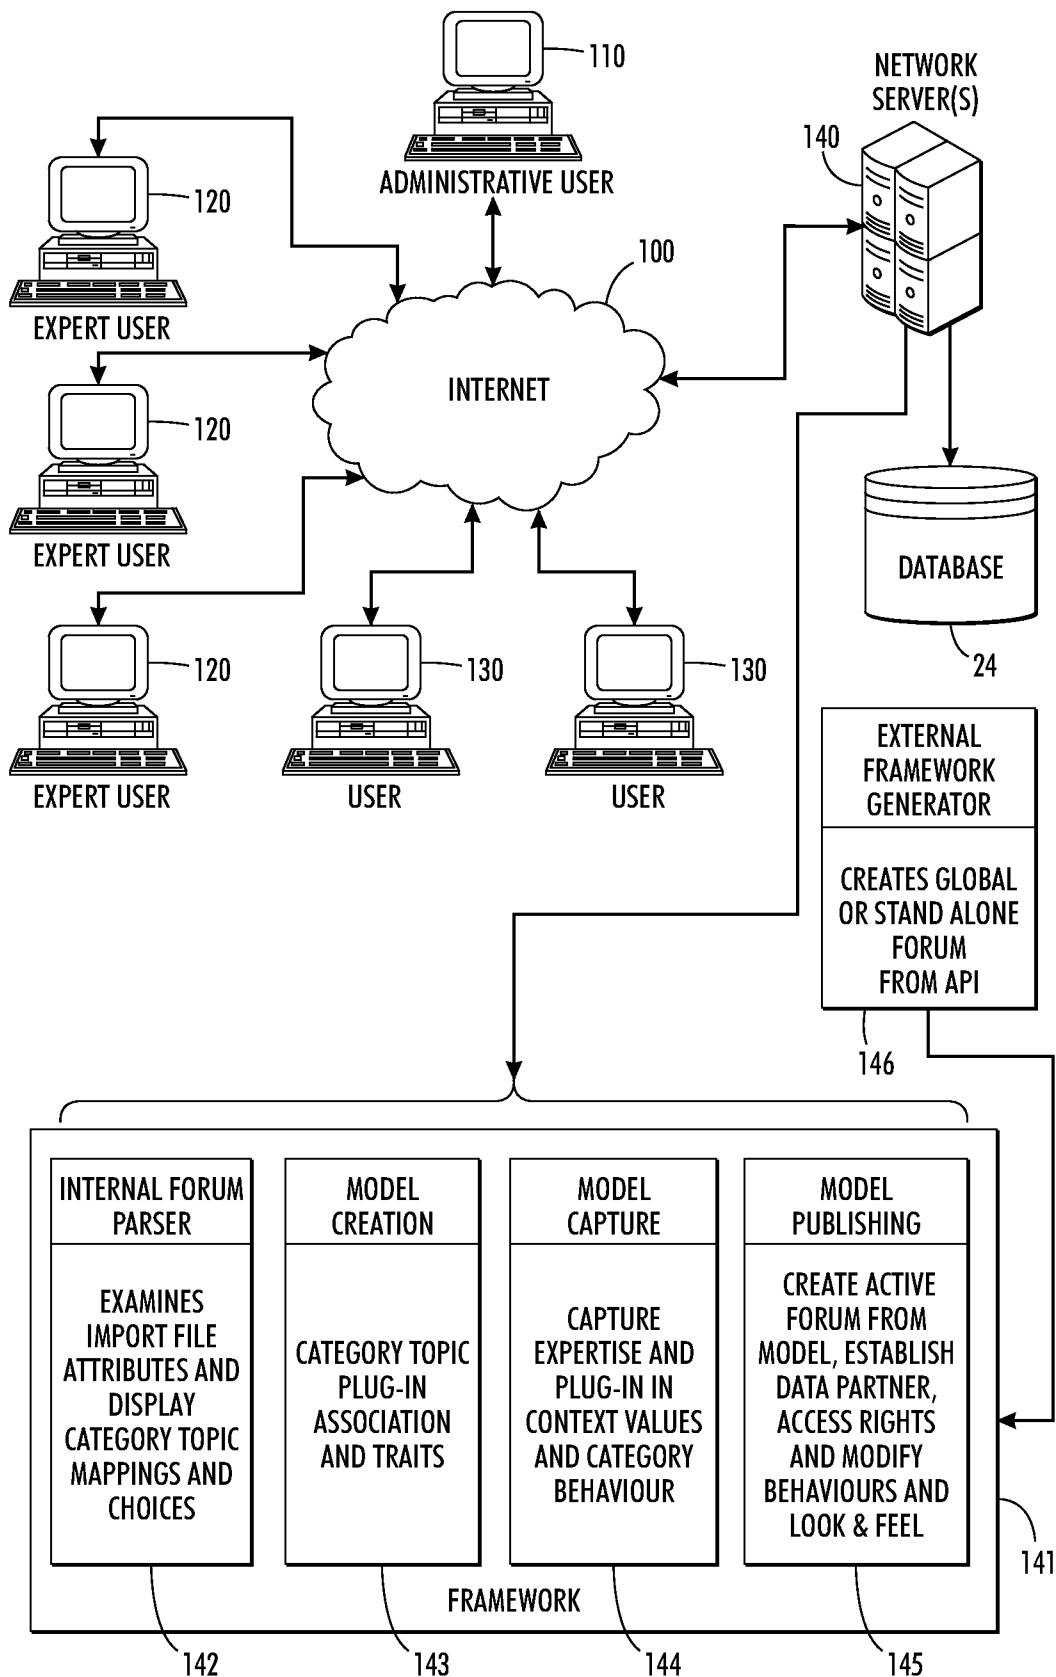 110
ADMINISTRATIVE USER
NETWORK
SERVER(S)
140
120
EXPERT USER
100
INTERNET
120
EXPERT USER
DATABASE
24
120
EXPERT USER
130
USER
130
USER
EXTERNAL
FRAMEWORK
GENERATOR
CREATES GLOBAL
OR STAND ALONE
FORUM
FROM API
146
INTERNAL FORUM
PARSER
EXAMINES
IMPORT FILE
ATTRIBUTES AND
DISPLAY
CATEGORY TOPIC
MAPPINGS AND
CHOICES
MODEL
CREATION
CATEGORY TOPIC
PLUG-IN
ASSOCIATION
AND TRAITS
MODEL
CAPTURE
CAPTURE
EXPERTISE AND
PLUG-IN IN
CONTEXT VALUES
AND CATEGORY
BEHAVIOUR
MODEL
PUBLISHING
CREATE ACTIVE
FORUM FROM
MODEL, ESTABLISH
DATA PARTNER,
ACCESS RIGHTS
AND MODIFY
BEHAVIOURS AND
LOOK & FEEL
141
FRAMEWORK
142
143
144
145